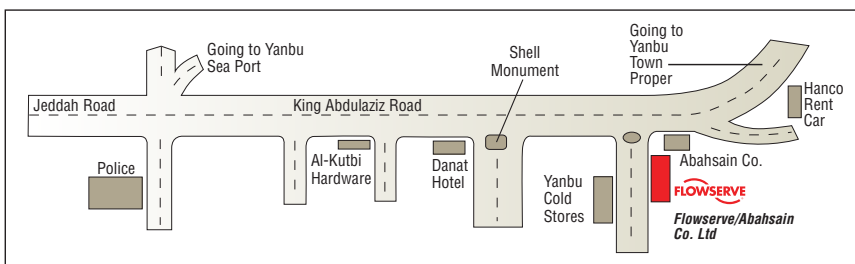 Going to Yanbu
Sea Port
Shell
Monument
Going to
Yanbu
Town
Proper
Jeddah Road
King Abdulaziz Road
Hanco
Rent
Car
Police
Al-Kutbi
Hardware
Danat
Hotel
Yanbu
Cold
Stores
Abahsain Co.
FLOWSERVE
Flowserve/Abahsain
Co. Ltd